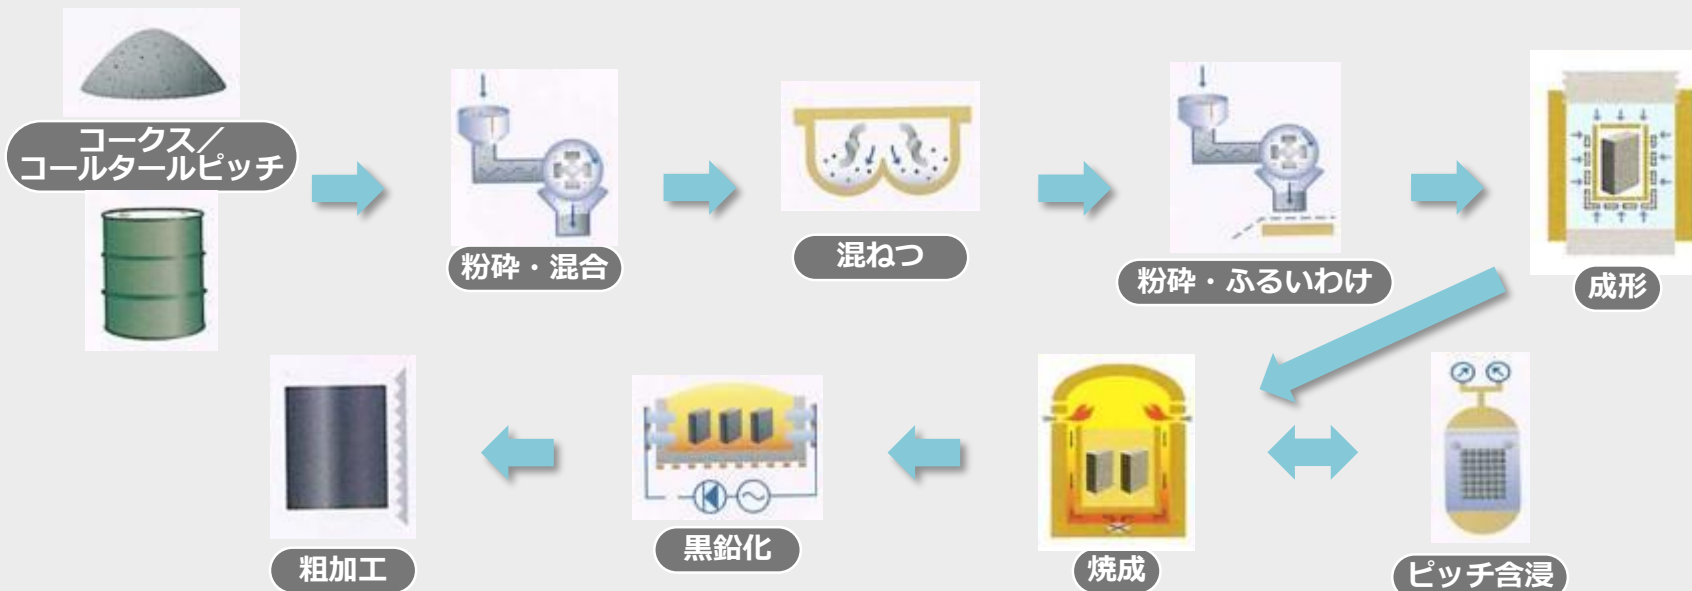 コークス／
コールタールピッチ
粉砕・混合
混ねつ
粉砕・ふるいわけ
成形
粗加工
黒鉛化
焼成
ピッチ含浸